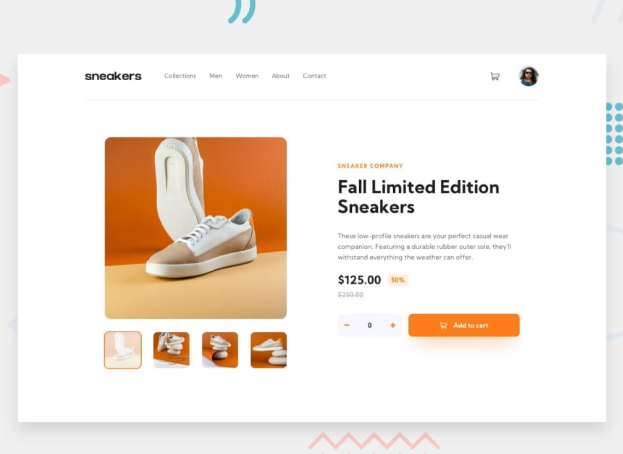 sneakers
Collections Men Women About Contact
SNEAKER COMPANY
Fall Limited Edition
Sneakers
These low-profile sneakers are your perfect casual wear
companion. Featuring a durable rubber outer sole, they'll
withstand everything the weather can offer.
$125.00 50%
$250.00
- 0 +
Add to cart